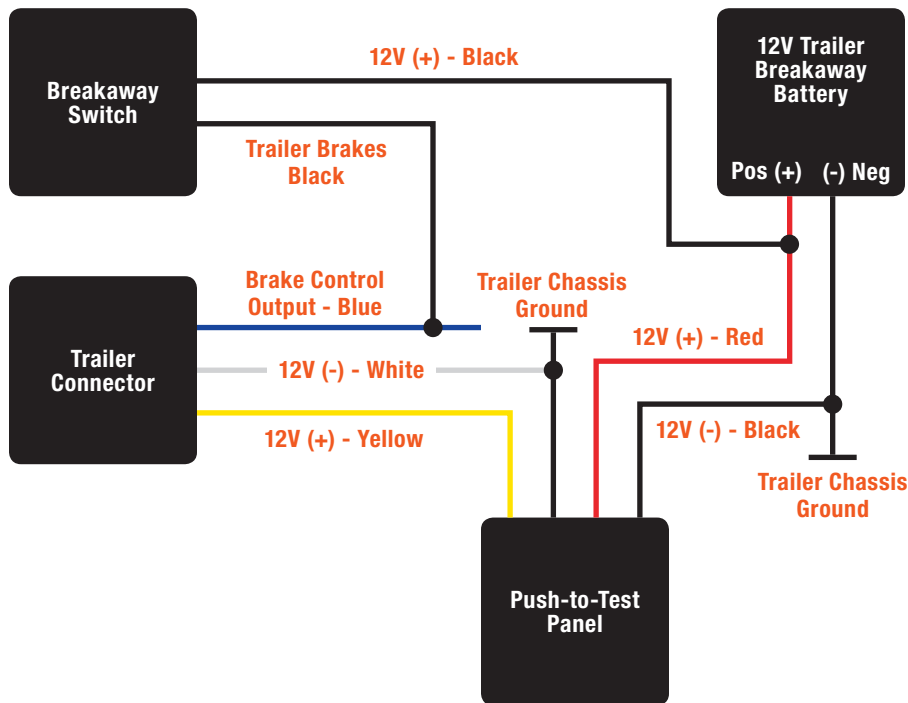 Breakaway
Switch
12V (+) - Black
Trailer Brakes
Black
12V Trailer
Breakaway
Battery
Pos (+) (-) Neg
Trailer
Connector
Brake Control
Output - Blue
12V (-) - White
12V (+) - Yellow
Trailer Chassis
Ground
12V (+) - Red
12V (-) - Black
Trailer Chassis
Ground
Push-to-Test
Panel